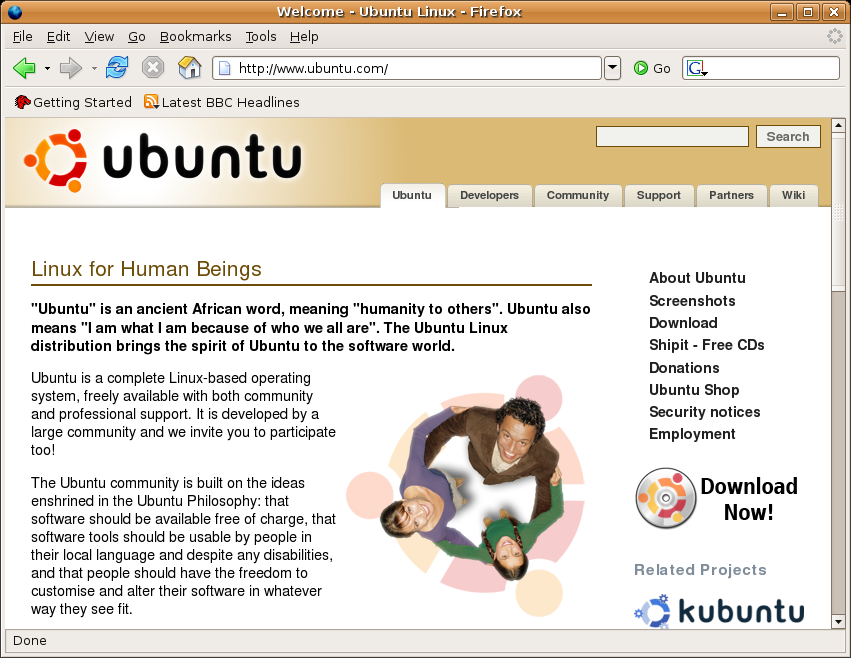 Welcome - Ubuntu Linux - Firefox
File Edit View Go Bookmarks Tools Help
http://www.ubuntu.com/ Go G
Getting Started Latest BBC Headlines
ubuntu
Search
Ubuntu Developers Community Support Partners Wiki
Linux for Human Beings
"Ubuntu" is an ancient African word, meaning "humanity to others". Ubuntu also
means "I am what I am because of who we all are". The Ubuntu Linux
distribution brings the spirit of Ubuntu to the software world.
Ubuntu is a complete Linux-based operating
system, freely available with both community
and professional support. It is developed by a
large community and we invite you to participate
too!
The Ubuntu community is built on the ideas
enshrined in the Ubuntu Philosophy: that
software should be available free of charge, that
software tools should be usable by people in
their local language and despite any disabilities,
and that people should have the freedom to
customise and alter their software in whatever
way they see fit.
About Ubuntu
Screenshots
Download
Shipit - Free CDs
Donations
Ubuntu Shop
Security notices
Employment
Download
Now!
Related Projects
kubuntu
Done